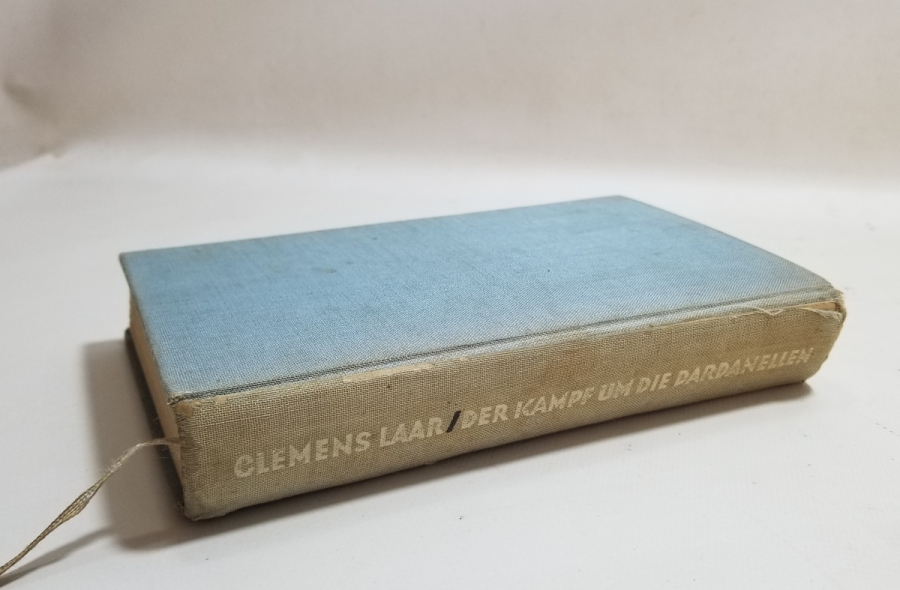 CLEMENS LAAR/DER KAMPF UM DIE DARDANELLEN